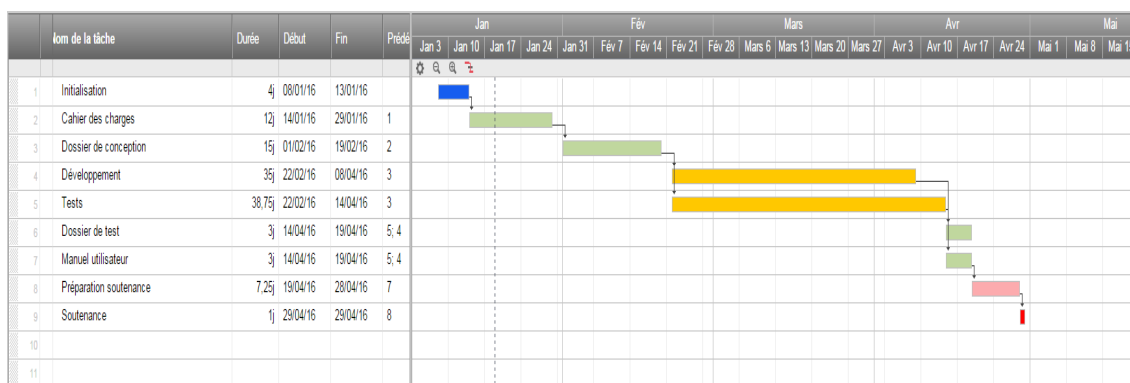 Jan Fév Mars Avr Mai
Nom de la tâche Durée Début Fin Prédé Jan 3 Jan 10 Jan 17 Jan 24 Jan 31 Fév 7 Fév 14 Fév 21 Fév 28 Mars 6 Mars 13 Mars 20 Mars 27 Avr 3 Avr 10 Avr 17 Avr 24 Mai 1 Mai 8 Mai 1
1 Initialisation 4j 08/01/16 13/01/16
2 Cahier des charges 12j 14/01/16 29/01/16 1
3 Dossier de conception 15j 01/02/16 19/02/16 2
4 Développement 35j 22/02/16 08/04/16 3
5 Tests 38,75j 22/02/16 14/04/16 3
6 Dossier de test 3j 14/04/16 19/04/16 5; 4
7 Manuel utilisateur 3j 14/04/16 19/04/16 5; 4
8 Préparation soutenance 7,25j 19/04/16 28/04/16 7
9 Soutenance 1j 29/04/16 29/04/16 8
10
11